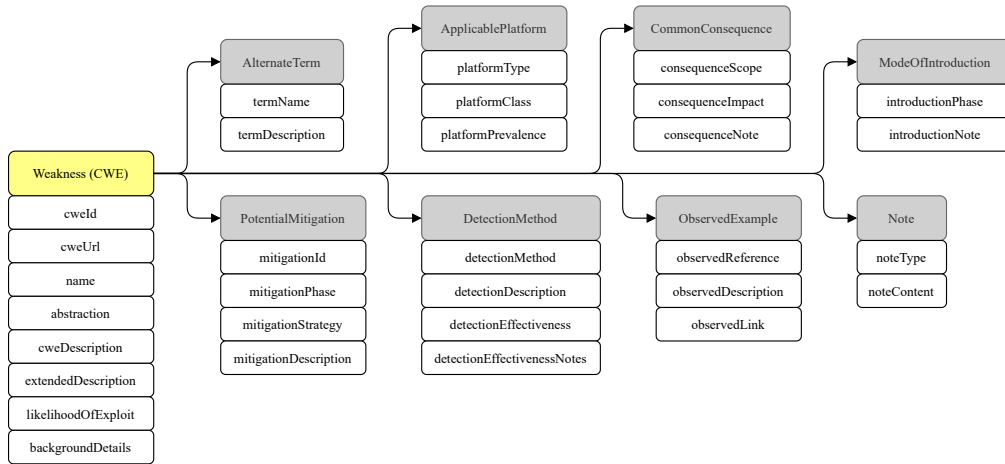 Weakness (CWE)
cweId
cweUrl
name
abstraction
cweDescription
extendedDescription
likelihoodOfExploit
backgroundDetails
AlternateTerm
termName
termDescription
ApplicablePlatform
platformType
platformClass
platformPrevalence
CommonConsequence
consequenceScope
consequenceImpact
consequenceNote
ModeOfIntroduction
introductionPhase
introductionNote
PotentialMitigation
mitigationId
mitigationPhase
mitigationStrategy
mitigationDescription
DetectionMethod
detectionMethod
detectionDescription
detectionEffectiveness
detectionEffectivenessNotes
ObservedExample
observedReference
observedDescription
observedLink
Note
noteType
noteContent